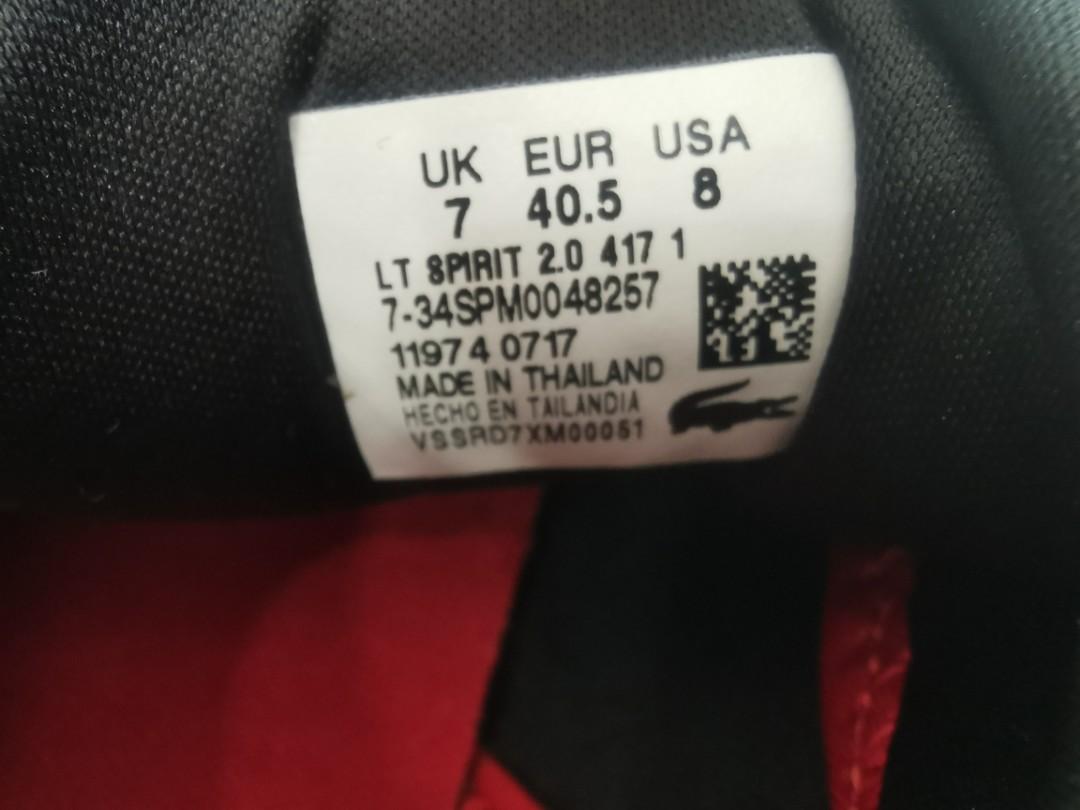 UK EUR USA
7 40.5 8
LT SPIRIT 2.0 417 1
7-34SPM0048257
11974 0717
MADE IN THAILAND
HECHO EN TAILANDIA
VSSRD7XM00051